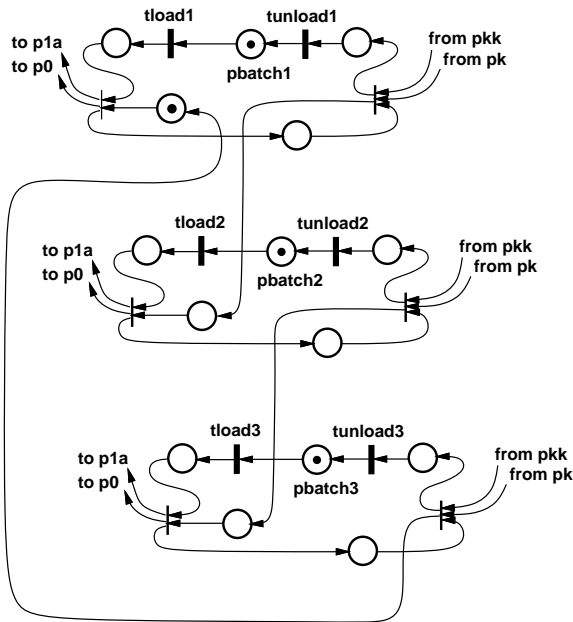 tload1 tunload1
to p1a
to p0
from pkk
from pk
pbatch1
tload2 tunload2
to p1a
to p0
from pkk
from pk
pbatch2
tload3 tunload3
to p1a
to p0
from pkk
from pk
pbatch3